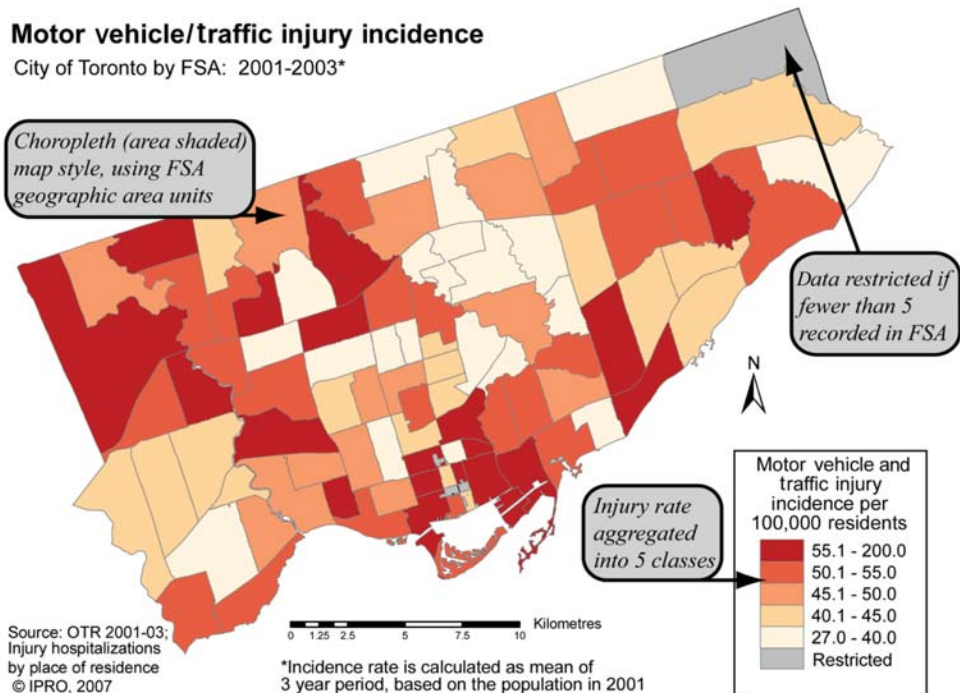 Motor vehicle/traffic injury incidence
City of Toronto by FSA: 2001-2003*
Choropleth (area shaded)
map style, using FSA
geographic area units
Data restricted if
fewer than 5
recorded in FSA
N
Injury rate
aggregated
into 5 classes
Motor vehicle and
traffic injury
incidence per
100,000 residents
55.1 - 200.0
50.1 - 55.0
45.1 - 50.0
40.1 - 45.0
27.0 - 40.0
Restricted
Source: OTR 2001-03;
Injury hospitalizations
by place of residence
© IPRO, 2007
Kilometres
0 1.25 2.5 5 7.5 10
*Incidence rate is calculated as mean of
3 year period, based on the population in 2001